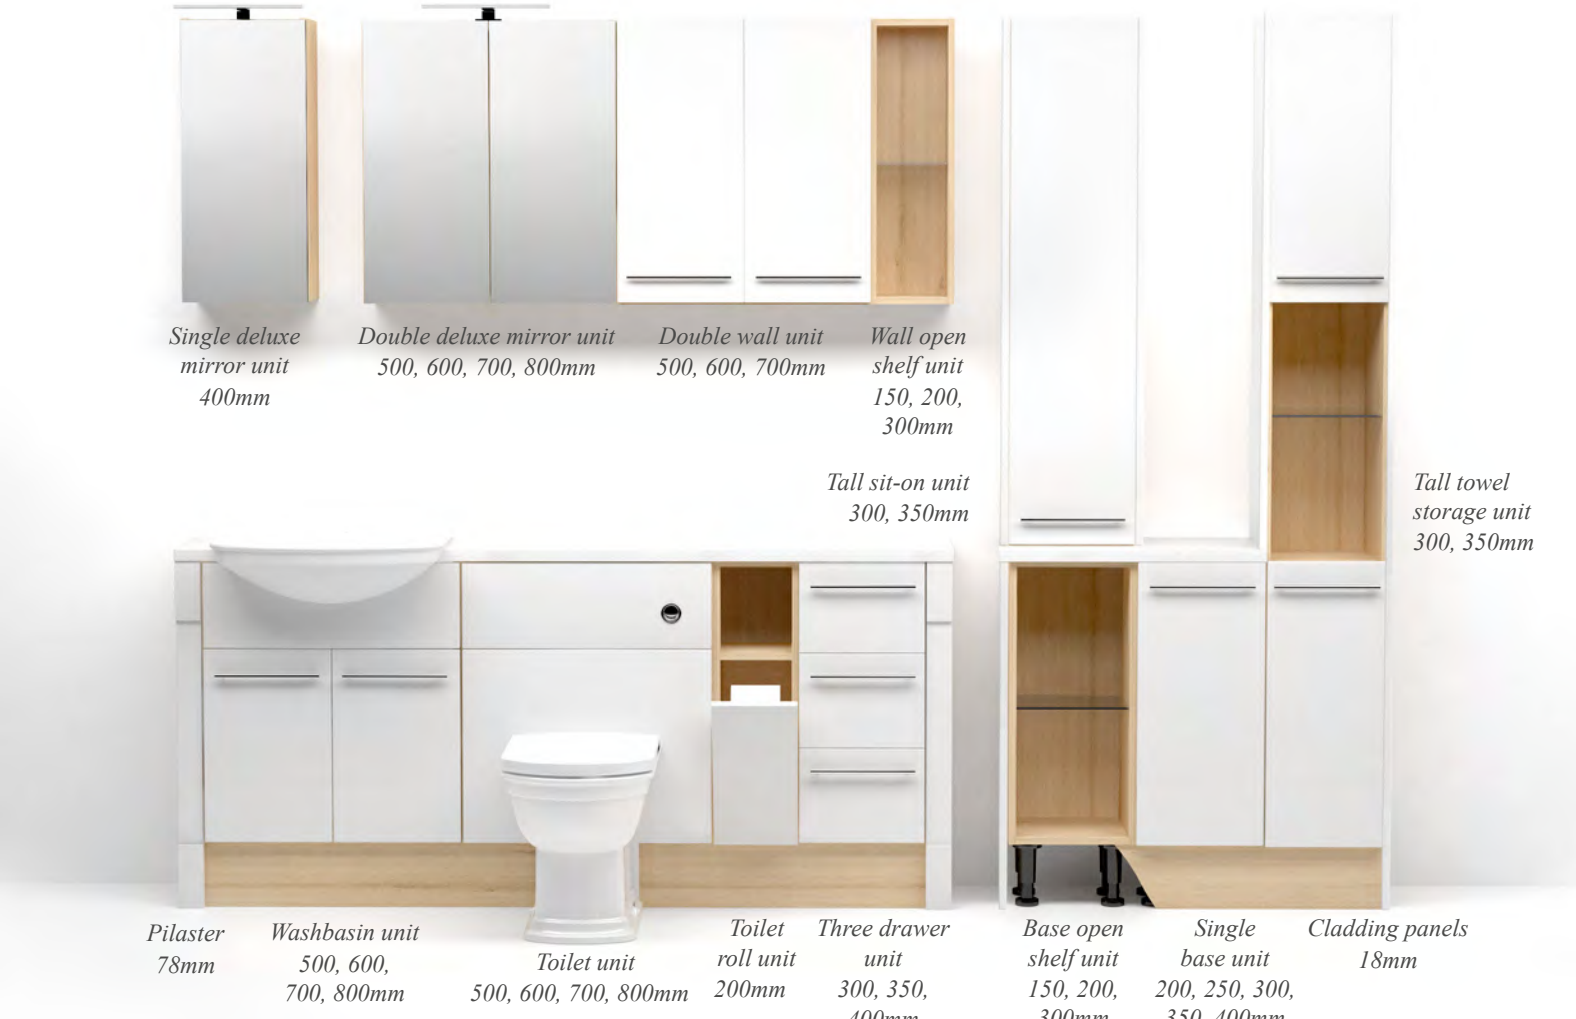 Single deluxe
mirror unit
400mm
Double deluxe mirror unit
500, 600, 700, 800mm
Double wall unit
500, 600, 700mm
Wall open
shelf unit
150, 200,
300mm
Tall sit-on unit
300, 350mm
Tall towel
storage unit
300, 350mm
Pilaster
78mm
Washbasin unit
500, 600,
700, 800mm
Toilet unit
500, 600, 700, 800mm
Toilet
roll unit
200mm
Three drawer
unit
300, 350,
400mm
Base open
shelf unit
150, 200,
300mm
Single
base unit
200, 250, 300,
350, 400mm
Cladding panels
18mm